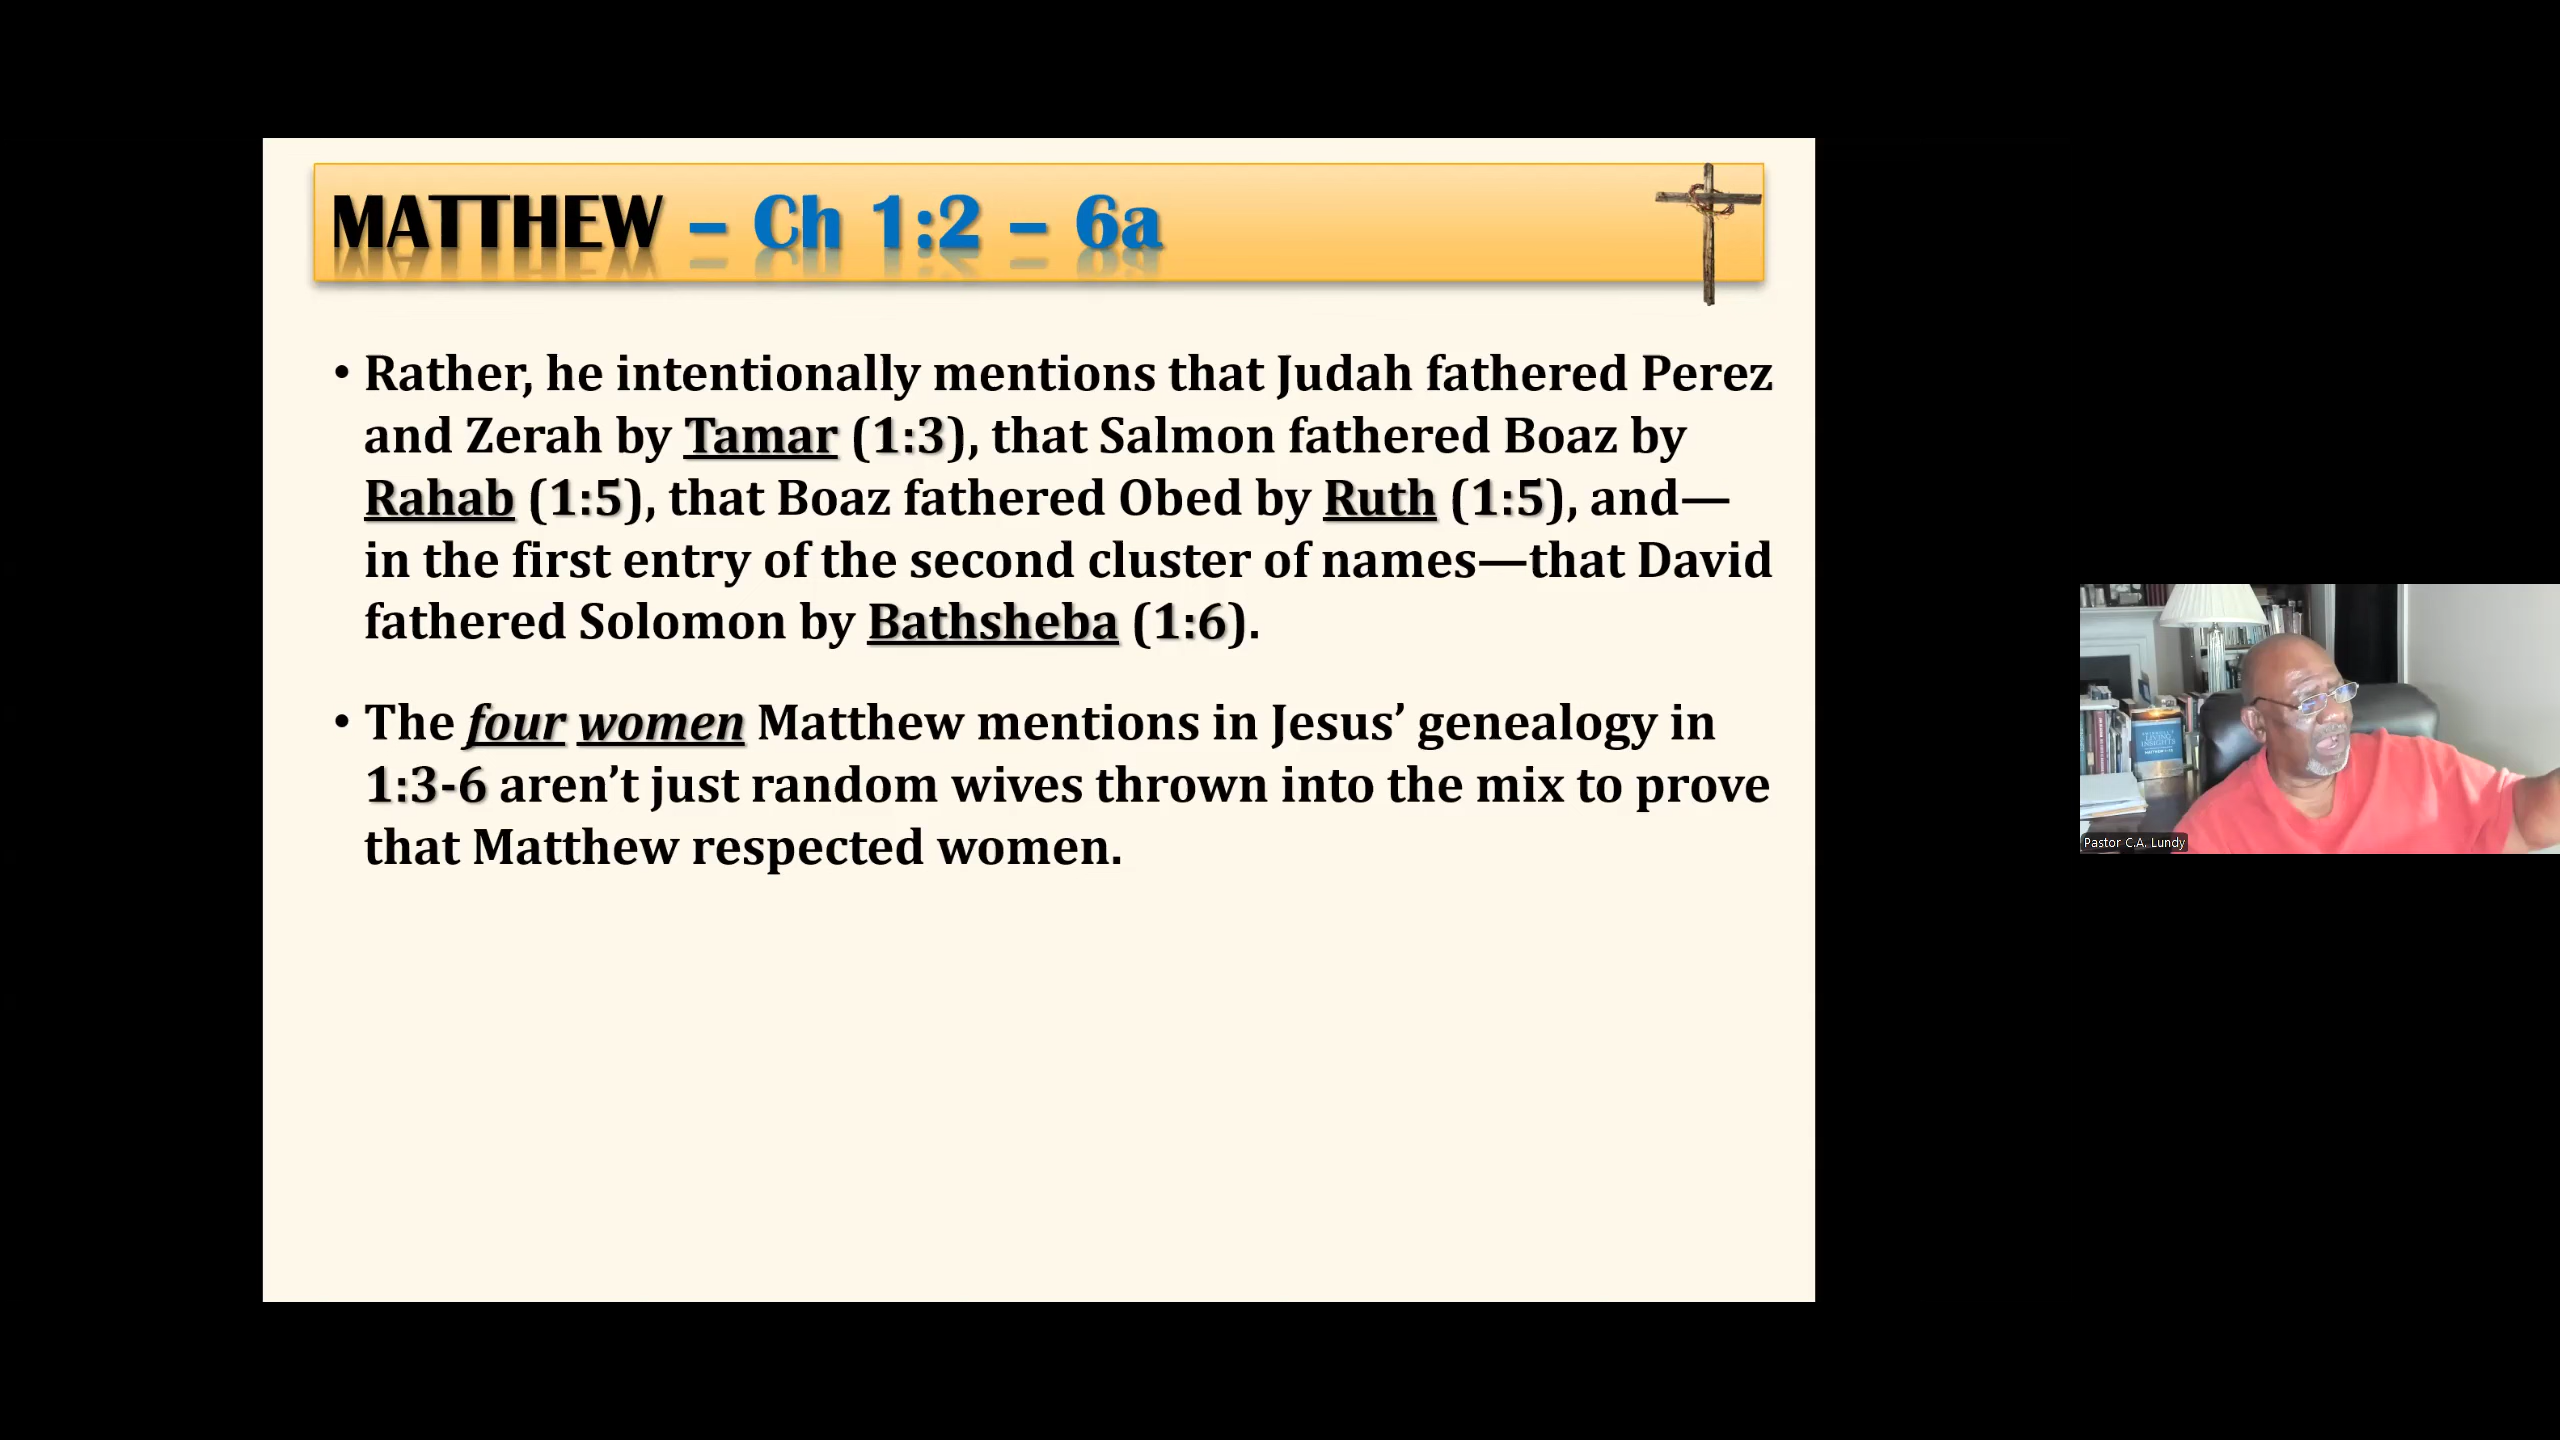 MATTHEW – Ch 1:2 – 6a
• Rather, he intentionally mentions that Judah fathered Perez
and Zerah by Tamar (1:3), that Salmon fathered Boaz by
Rahab (1:5), that Boaz fathered Obed by Ruth (1:5), and—
in the first entry of the second cluster of names—that David
fathered Solomon by Bathsheba (1:6).
• The four women Matthew mentions in Jesus’ genealogy in
1:3-6 aren’t just random wives thrown into the mix to prove
that Matthew respected women.
LIVING
INSIGHTS
Pastor C.A. Lundy